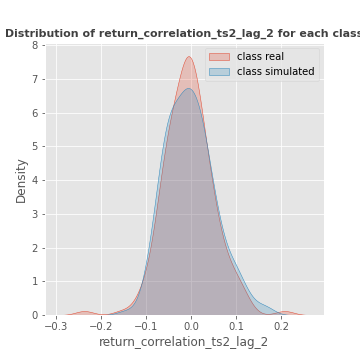 Distribution of return_correlation_ts2_lag_2 for each class
8
7
6
5
4
3
2
1
0
Density
class real
class simulated
−0.3 −0.2 −0.1 0.0 0.1 0.2
return_correlation_ts2_lag_2